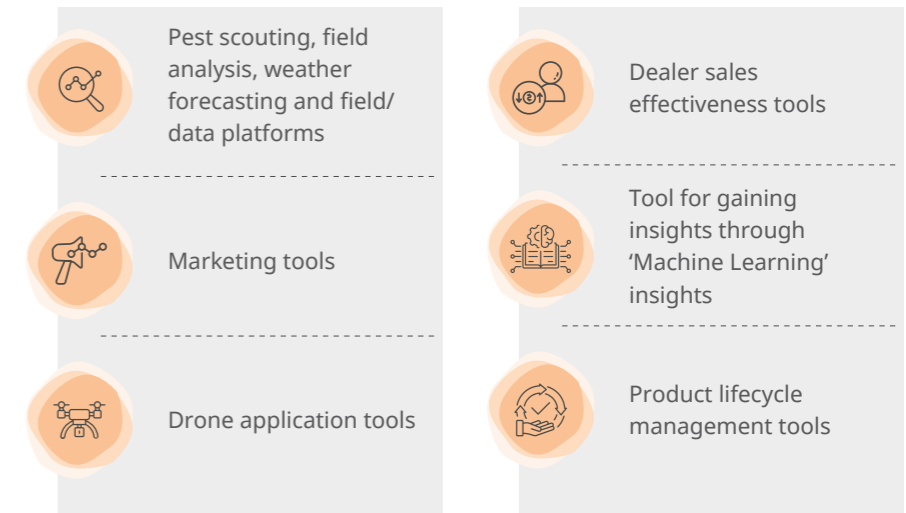 Pest scouting, field
analysis, weather
forecasting and field/
data platforms
Marketing tools
Drone application tools
Dealer sales
effectiveness tools
Tool for gaining
insights through
‘Machine Learning’
insights
Product lifecycle
management tools